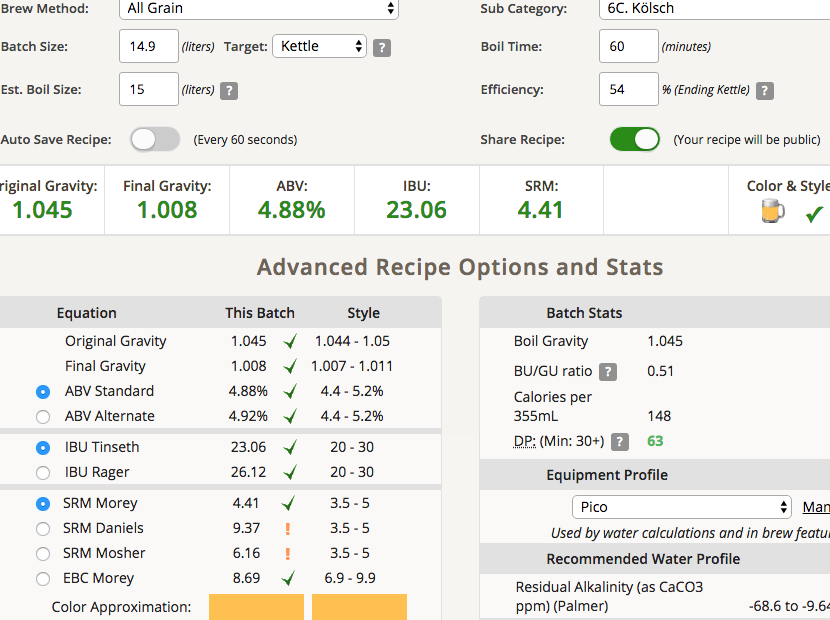 Brew Method: All Grain Sub Category: 6C. Kölsch
Batch Size: 14.9 (liters) Target: Kettle ? Boil Time: 60 (minutes)
Est. Boil Size: 15 (liters) ? Efficiency: 54 % (Ending Kettle) ?
Auto Save Recipe: (Every 60 seconds) Share Recipe: (Your recipe will be public)
riginal Gravity: Final Gravity: ABV: IBU: SRM: Color & Style
1.045 1.008 4.88% 23.06 4.41
Advanced Recipe Options and Stats
Equation This Batch Style
Original Gravity 1.045 1.044 - 1.05
Final Gravity 1.008 1.007 - 1.011
ABV Standard 4.88% 4.4 - 5.2%
ABV Alternate 4.92% 4.4 - 5.2%
IBU Tinseth 23.06 20 - 30
IBU Rager 26.12 20 - 30
SRM Morey 4.41 3.5 - 5
SRM Daniels 9.37 ! 3.5 - 5
SRM Mosher 6.16 ! 3.5 - 5
EBC Morey 8.69 6.9 - 9.9
Color Approximation:
Batch Stats
Boil Gravity 1.045
BU/GU ratio ? 0.51
Calories per
355mL 148
DP: (Min: 30+) ? 63
Equipment Profile
Pico Man
Used by water calculations and in brew featu
Recommended Water Profile
Residual Alkalinity (as CaCO3
ppm) (Palmer) -68.6 to -9.64